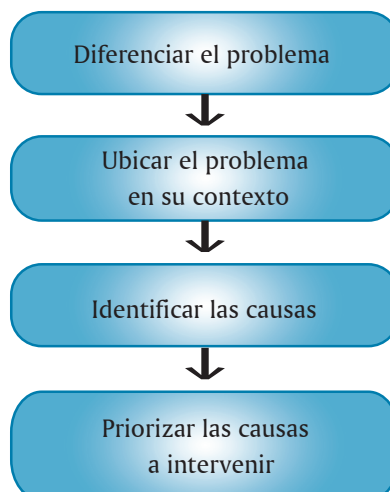 Diferenciar el problema
Ubicar el problema
en su contexto
Identificar las causas
Priorizar las causas
a intervenir